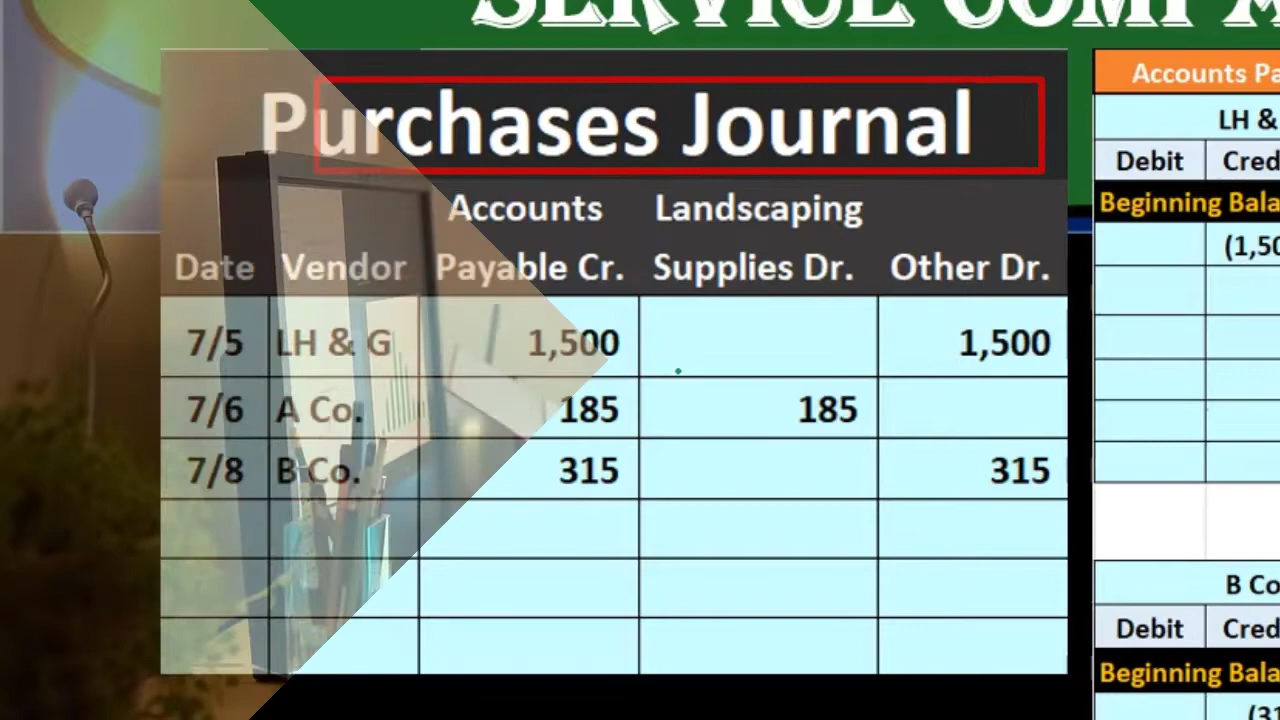 SERVICE
Purchases Journal
Accounts Landscaping
Date Vendor Payable Cr. Supplies Dr. Other Dr.
7/5 LH & G 1,500 1,500
7/6 A Co. 185 185
7/8 B Co. 315 315
Accounts Pa
LH &
Debit Cred
Beginning Bala
(1,50
B Co
Debit Cred
Beginning Bala
(31